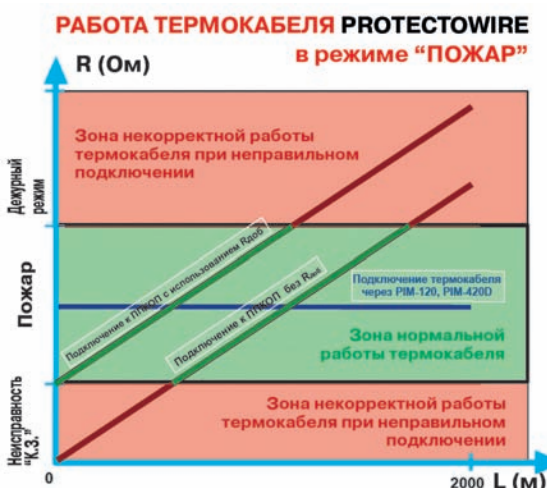 РАБОТА ТЕРМОКАБЕЛЯ PROTECTOWIRE
в режиме “ПОЖАР”
R (Ом)
Зона некорректной работы
термокабеля при неправильном
подключении
Дежурный
режим
Подключение к ППКОП с использованием Rдоб
Подключение к ППКОП без Rдоб
Подключение термокабеля
через PIM-120, PIM-420D
Пожар
Зона нормальной
работы термокабеля
Неисправность
“К.З.”
Зона некорректной работы
термокабеля при неправильном
подключении
0
2000 L (м)